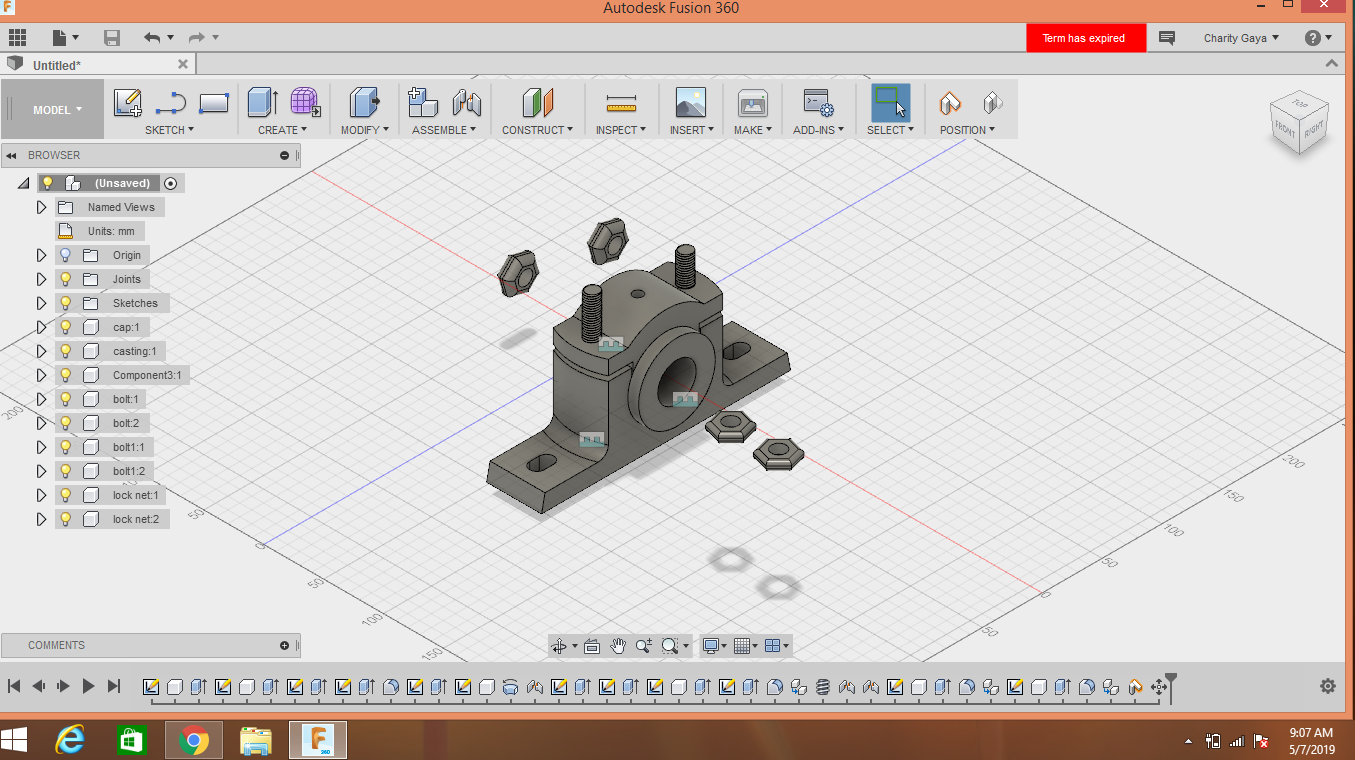 Autodesk Fusion 360
Term has expired
Charity Gaya
Untitled*
MODEL
SKETCH
CREATE
MODIFY
ASSEMBLE
CONSTRUCT
INSPECT
INSERT
MAKE
ADD-INS
SELECT
POSITION
TOP
FRONT
RIGHT
BROWSER
(Unsaved)
Named Views
Units: mm
Origin
Joints
Sketches
cap:1
casting:1
Component3:1
bolt:1
bolt:2
bolt1:1
bolt1:2
lock net:1
lock net:2
200
50
0
50
100
150
200
150
100
50
0
50
COMMENTS
360
9:07 AM
5/7/2019